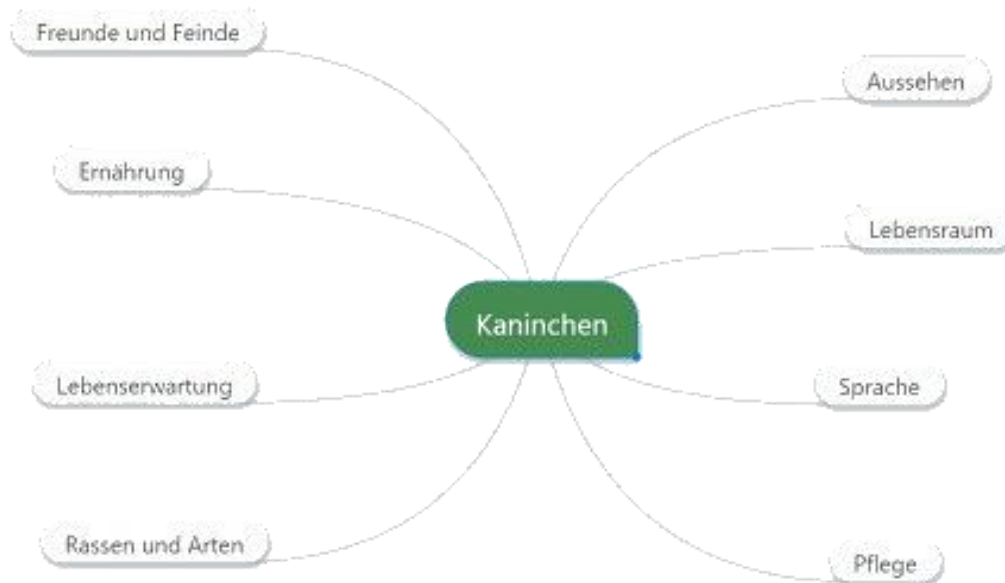 Freunde und Feinde
Aussehen
Ernährung
Lebensraum
Kaninchen
Lebenserwartung
Sprache
Rassen und Arten
Pflege